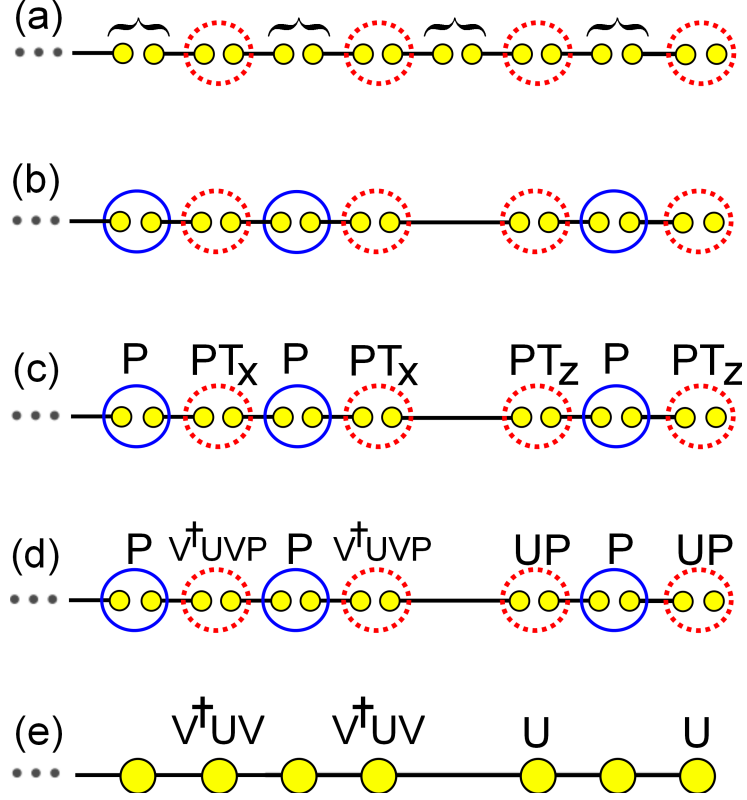 (a)
(b)
(c) P PTx P PTx PTz P PTz
(d) P V†UVP P V†UVP UP P UP
(e) V†UV V†UV U U